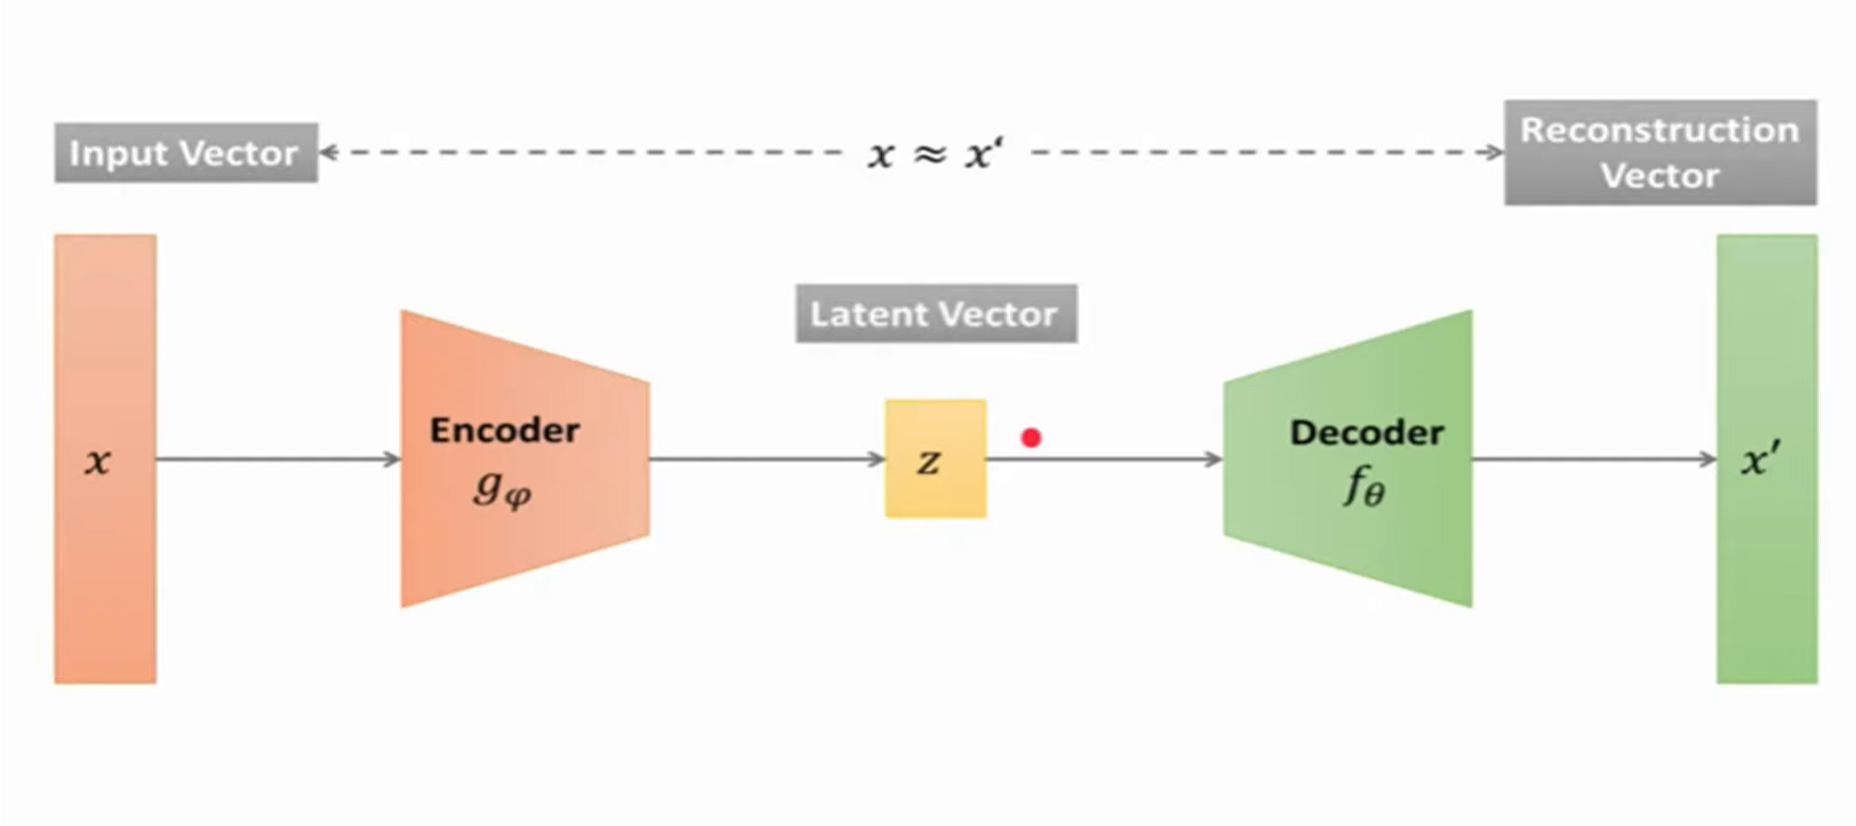 Input Vector
x ≈ x‘
Reconstruction
Vector
Latent Vector
x
Encoder
gφ
z
Decoder
fθ
x′